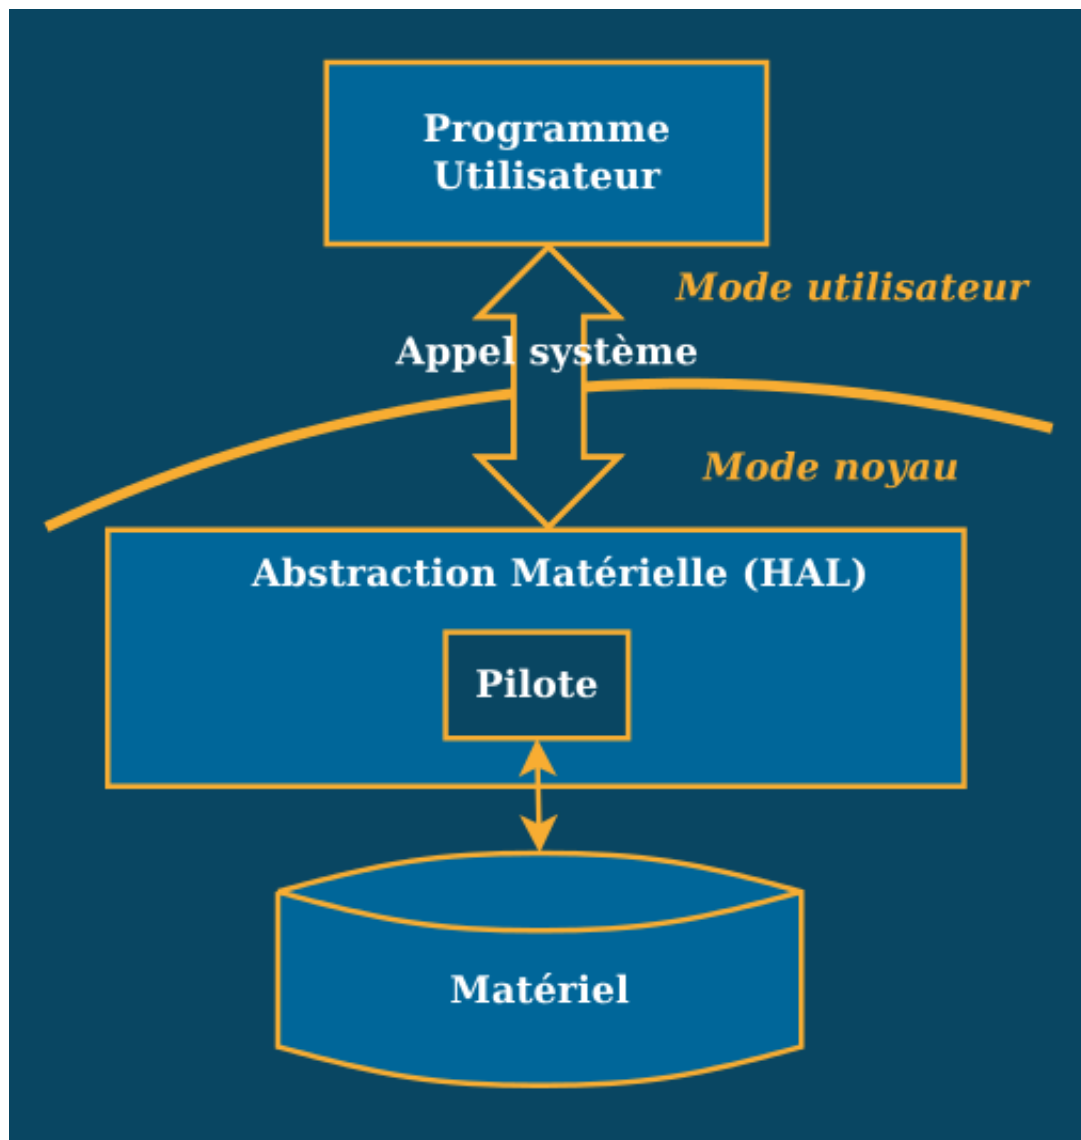 Programme
Utilisateur
Mode utilisateur
Appel système
Mode noyau
Abstraction Matérielle (HAL)
Pilote
Matériel